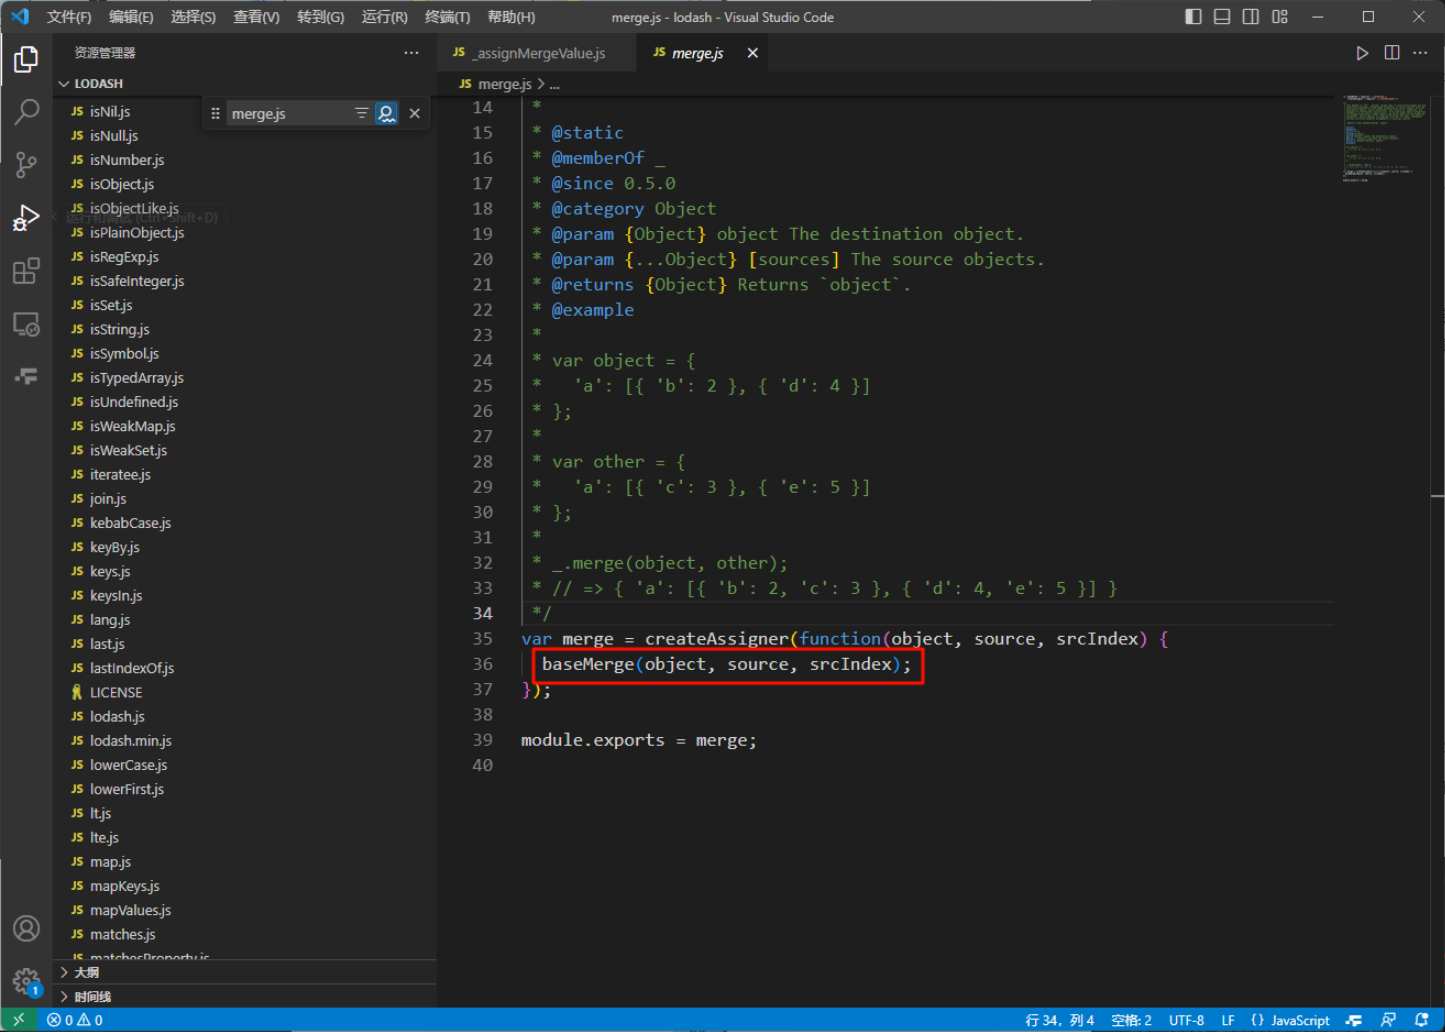 文件(F) 编辑(E) 选择(S) 查看(V) 转到(G) 运行(R) 终端(T) 帮助(H)
merge.js - lodash - Visual Studio Code
资源管理器
LODASH
merge.js
JS isNil.js
JS isNull.js
JS isNumber.js
JS isObject.js
JS isObjectLike.js
运行和调试 (Ctrl+Shift+D)
JS isPlainObject.js
JS isRegExp.js
JS isSafeInteger.js
JS isSet.js
JS isString.js
JS isSymbol.js
JS isTypedArray.js
JS isUndefined.js
JS isWeakMap.js
JS isWeakSet.js
JS iteratee.js
JS join.js
JS kebabCase.js
JS keyBy.js
JS keys.js
JS keysIn.js
JS lang.js
JS last.js
JS lastIndexOf.js
LICENSE
JS lodash.js
JS lodash.min.js
JS lowerCase.js
JS lowerFirst.js
JS lt.js
JS lte.js
JS map.js
JS mapKeys.js
JS mapValues.js
JS matches.js
JS matchesProperty.js
大纲
时间线
1
JS _assignMergeValue.js
JS merge.js
JS merge.js > ...
14 *
15 * @static
16 * @memberOf _
17 * @since 0.5.0
18 * @category Object
19 * @param {Object} object The destination object.
20 * @param {...Object} [sources] The source objects.
21 * @returns {Object} Returns `object`.
22 * @example
23 *
24 * var object = {
25 *   'a': [{ 'b': 2 }, { 'd': 4 }]
26 * };
27 *
28 * var other = {
29 *   'a': [{ 'c': 3 }, { 'e': 5 }]
30 * };
31 *
32 * _.merge(object, other);
33 * // => { 'a': [{ 'b': 2, 'c': 3 }, { 'd': 4, 'e': 5 }] }
34 */
35 var merge = createAssigner(function(object, source, srcIndex) {
36   baseMerge(object, source, srcIndex);
37 });
38
39 module.exports = merge;
40
0 0
行 34，列 4 空格: 2 UTF-8 LF {} JavaScript